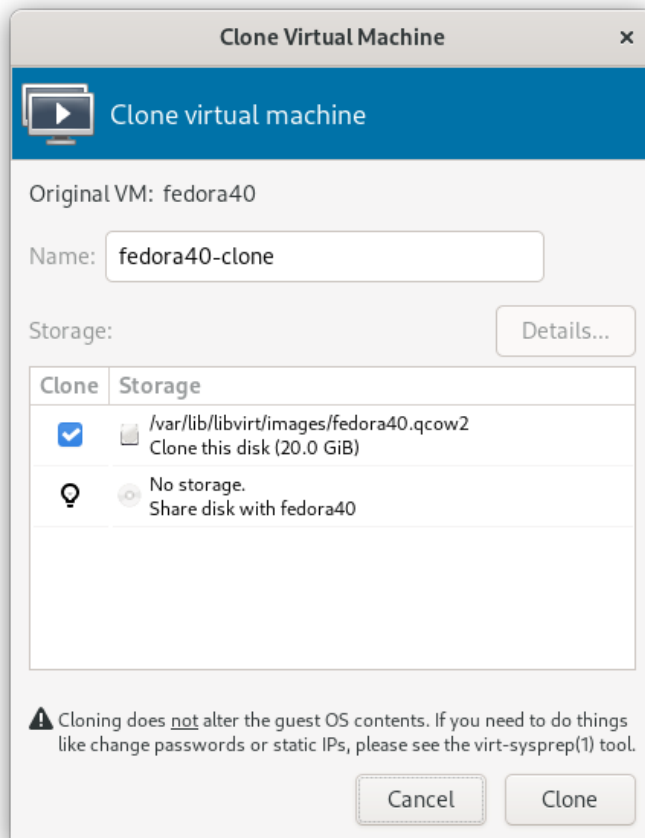 Clone Virtual Machine ×
Clone virtual machine
Original VM: fedora40
Name: fedora40-clone
Storage: Details...
Clone Storage
/var/lib/libvirt/images/fedora40.qcow2
Clone this disk (20.0 GiB)
No storage.
Share disk with fedora40
Cloning does not alter the guest OS contents. If you need to do things
like change passwords or static IPs, please see the virt-sysprep(1) tool.
Cancel Clone